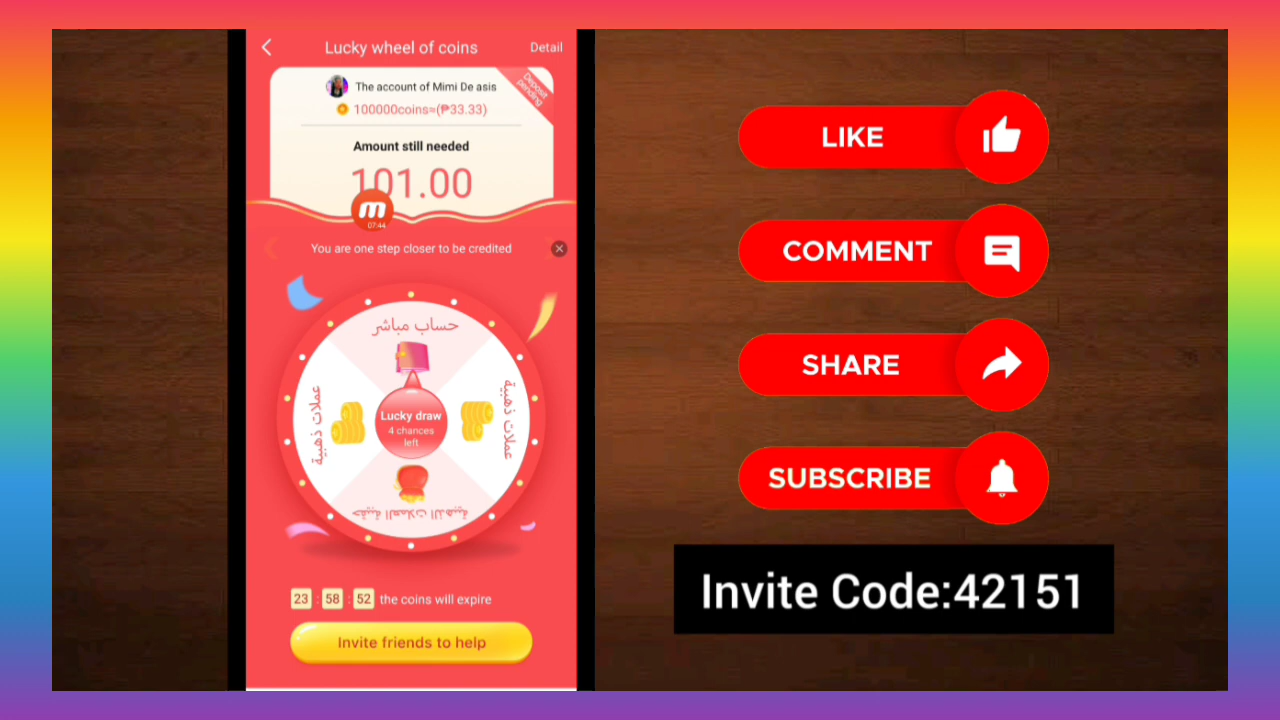 Lucky wheel of coins
Detail
The account of Mimi De asis
Deposit
pending
100000coins≈(₱33.33)
Amount still needed
101.00
m
07:44
You are one step closer to be credited
حساب مباشر
عملات ذهبية
عملات ذهبية
Lucky draw
4 chances
left
حقيبة العملات الذهبية
23 : 58 : 52 the coins will expire
Invite friends to help
LIKE
COMMENT
SHARE
SUBSCRIBE
Invite Code:42151